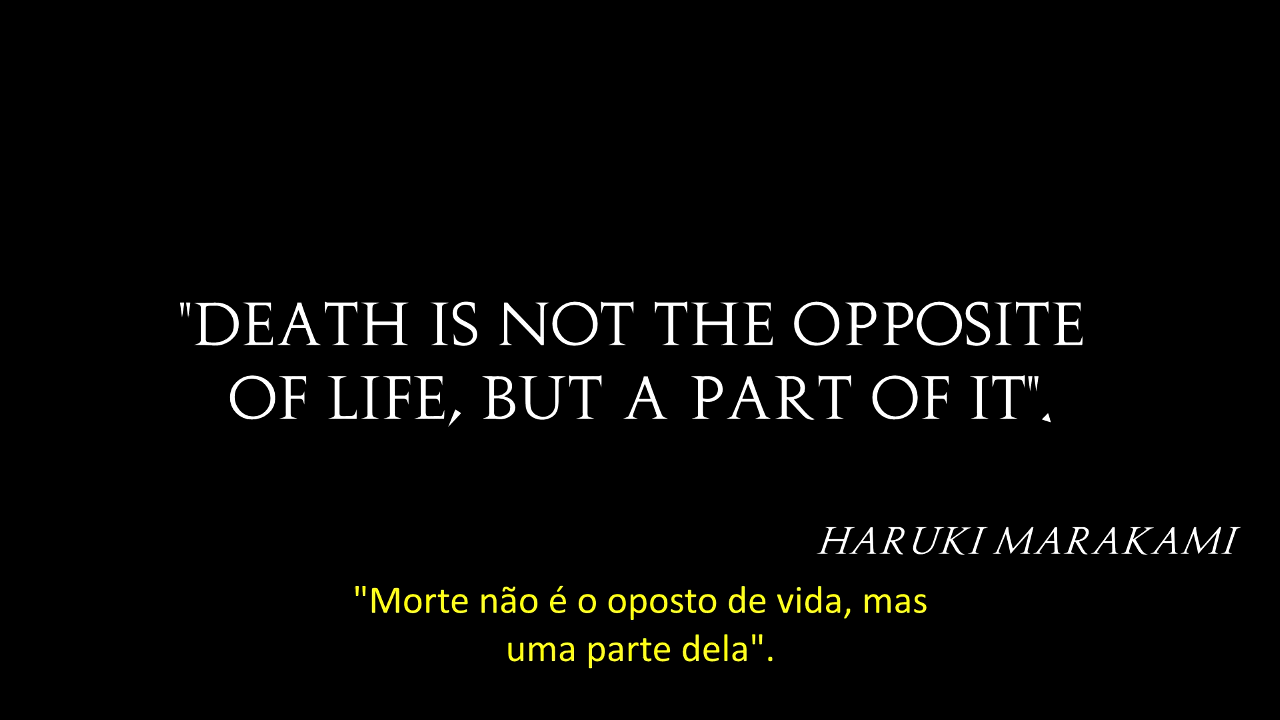 "DEATH IS NOT THE OPPOSITE
OF LIFE, BUT A PART OF IT".
HARUKI MARAKAMI
"Morte não é o oposto de vida, mas
uma parte dela".